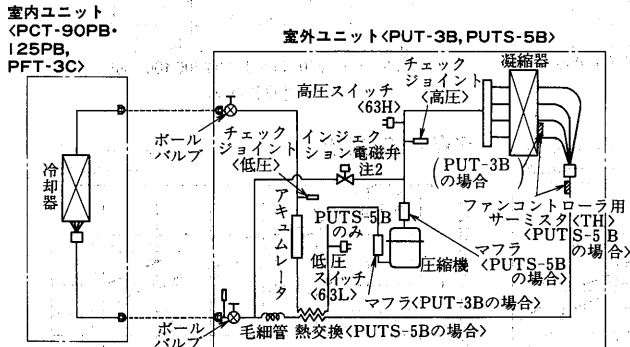 室内ユニット
<PCT-90PB・
125PB,
PFT-3C>
室外ユニット<PUT-3B, PUTS-5B>
凝縮器
チェック
ジョイント
<高圧>
高圧スイッチ
<63H>
ボール
バルブ
チェック
ジョイント
<低圧>
インジェク
ション電磁弁
注2
冷却器
(PUT-3B
の場合)
ファンコントローラ用
サーミスタ<TH>
<PUTS-5B
の場合>
アキュムレータ
PUTS-5B
のみ
低圧
スイッチ
<63L>
圧縮機
マフラ
<PUTS-5B
の場合>
マフラ<PUT-3Bの場合>
ボール
バルブ
毛細管
熱交換<PUTS-5Bの場合>